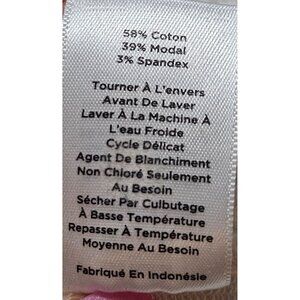 58% Coton
39% Modal
3% Spandex
Tourner À L'envers
Avant De Laver
Laver À La Machine À
L'eau Froide
Cycle Délicat
Agent De Blanchiment
Non Chloré Seulement
Au Besoin
Sécher Par Culbutage
À Basse Température
Repasser À Température
Moyenne Au Besoin
Fabriqué En Indonésie